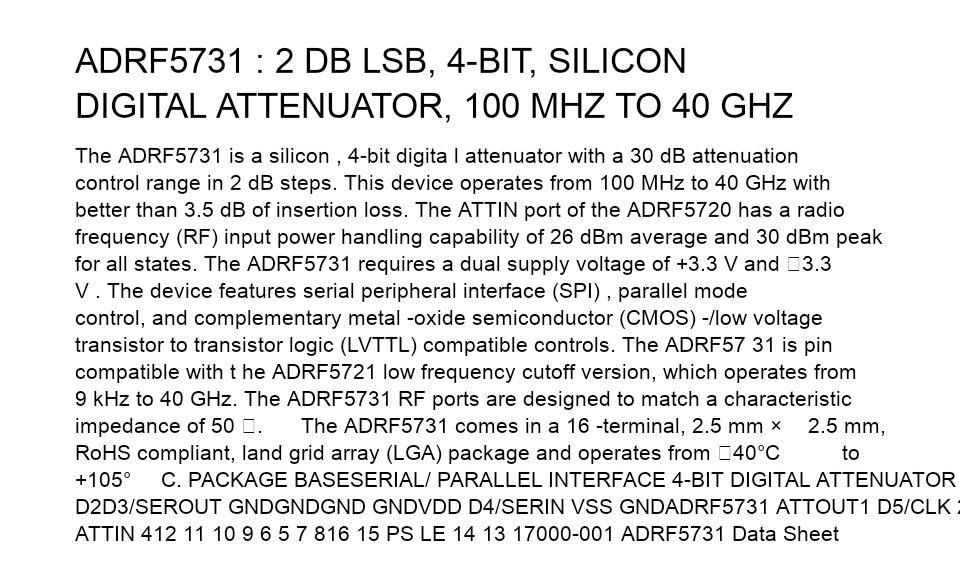 ADRF5731 : 2 DB LSB, 4-BIT, SILICON
DIGITAL ATTENUATOR, 100 MHZ TO 40 GHZ
The ADRF5731 is a silicon , 4-bit digita l attenuator with a 30 dB attenuation
control range in 2 dB steps. This device operates from 100 MHz to 40 GHz with
better than 3.5 dB of insertion loss. The ATTIN port of the ADRF5720 has a radio
frequency (RF) input power handling capability of 26 dBm average and 30 dBm peak
for all states. The ADRF5731 requires a dual supply voltage of +3.3 V and □3.3
V . The device features serial peripheral interface (SPI) , parallel mode
control, and complementary metal -oxide semiconductor (CMOS) -/low voltage
transistor to transistor logic (LVTTL) compatible controls. The ADRF57 31 is pin
compatible with t he ADRF5721 low frequency cutoff version, which operates from
9 kHz to 40 GHz. The ADRF5731 RF ports are designed to match a characteristic
impedance of 50 □. The ADRF5731 comes in a 16 -terminal, 2.5 mm × 2.5 mm,
RoHS compliant, land grid array (LGA) package and operates from □40°C to
+105° C. PACKAGE BASESERIAL/ PARALLEL INTERFACE 4-BIT DIGITAL ATTENUATOR
D2D3/SEROUT GNDGNDGND GNDVDD D4/SERIN VSS GNDADRF5731 ATTOUT1 D5/CLK
ATTIN 412 11 10 9 6 5 7 816 15 PS LE 14 13 17000-001 ADRF5731 Data Sheet